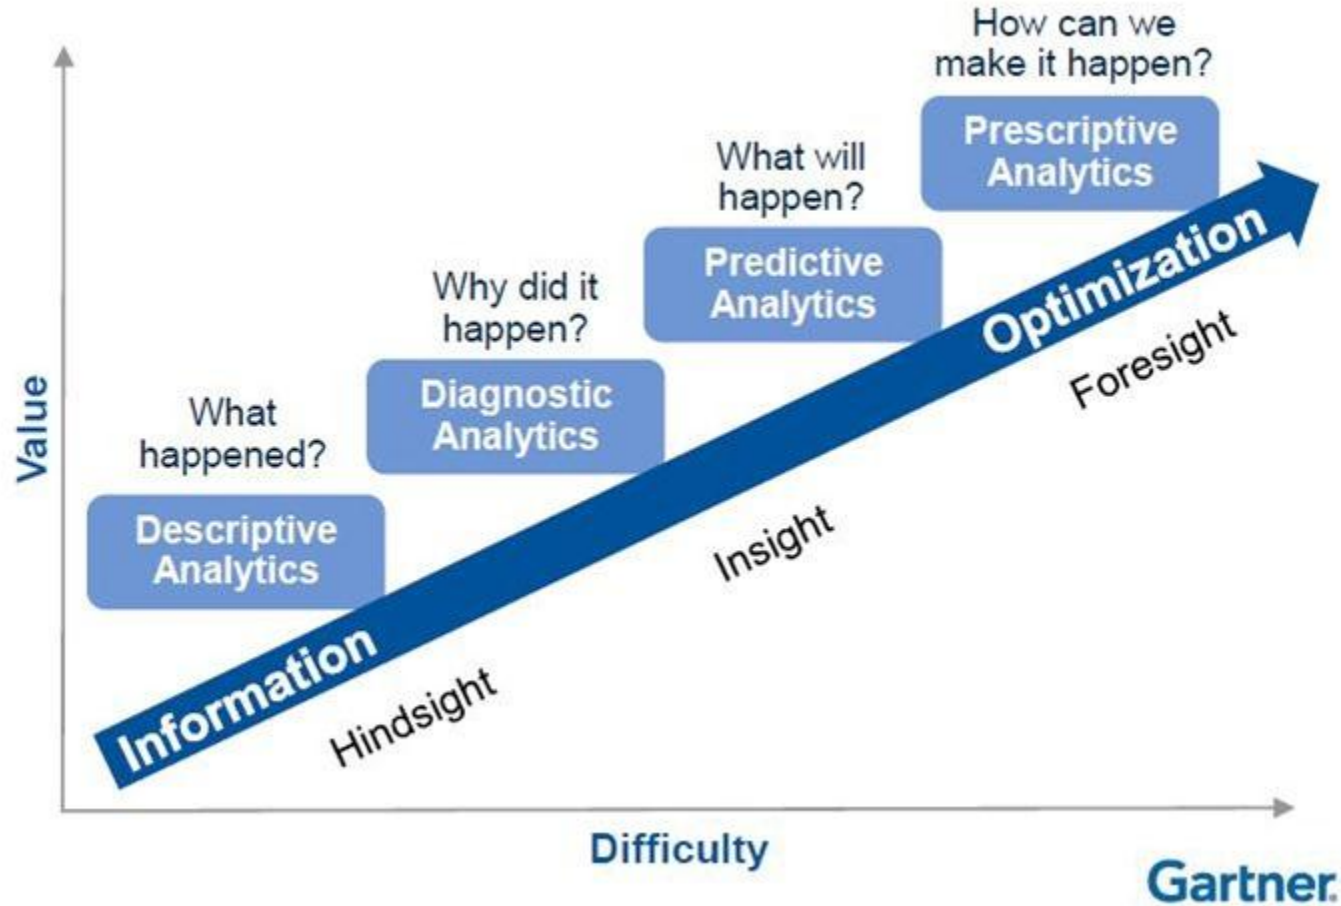 How can we
make it happen?
Prescriptive
Analytics
What will
happen?
Predictive
Analytics
Why did it
happen?
Diagnostic
Analytics
What
happened?
Descriptive
Analytics
Value
Information
Optimization
Hindsight
Insight
Foresight
Difficulty
Gartner.